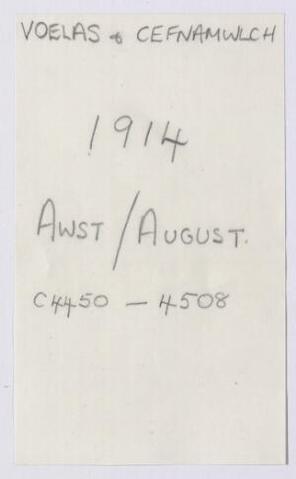 VOELAS & CEFNAMWLCH
1914
AWST / AUGUST.
C4450 — 4508